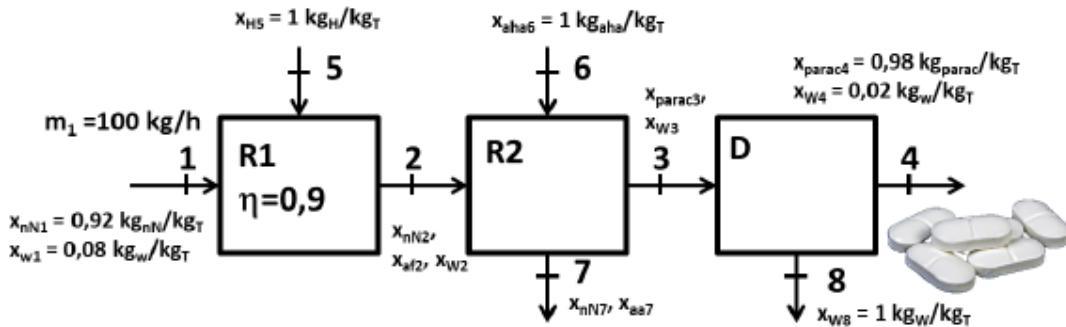 x_H5 = 1 kg_H/kg_T
x_aha6 = 1 kg_aha/kg_T
x_parac4 = 0,98 kg_parac/kg_T
x_W4 = 0,02 kg_w/kg_T
5
6
x_parac3,
x_W3
m_1 =100 kg/h
1
R1
η=0,9
2
R2
3
D
4
x_nN1 = 0,92 kg_nN/kg_T
x_w1 = 0,08 kg_w/kg_T
x_nN2,
x_af2, x_W2
7
x_nN7, x_aa7
8
x_W8 = 1 kg_W/kg_T